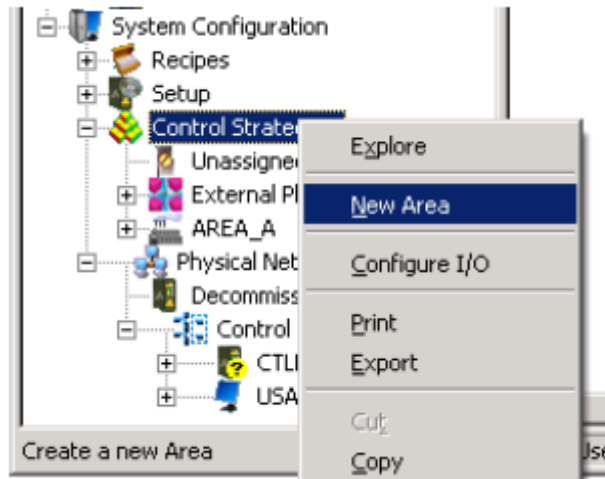 System Configuration
Recipes
Setup
Control Strate
Unassigne
External Pl
AREA_A
Physical Net
Decommiss
Control
CTL
USA
Explore
New Area
Configure I/O
Print
Export
Cut
Copy
Create a new Area
Use